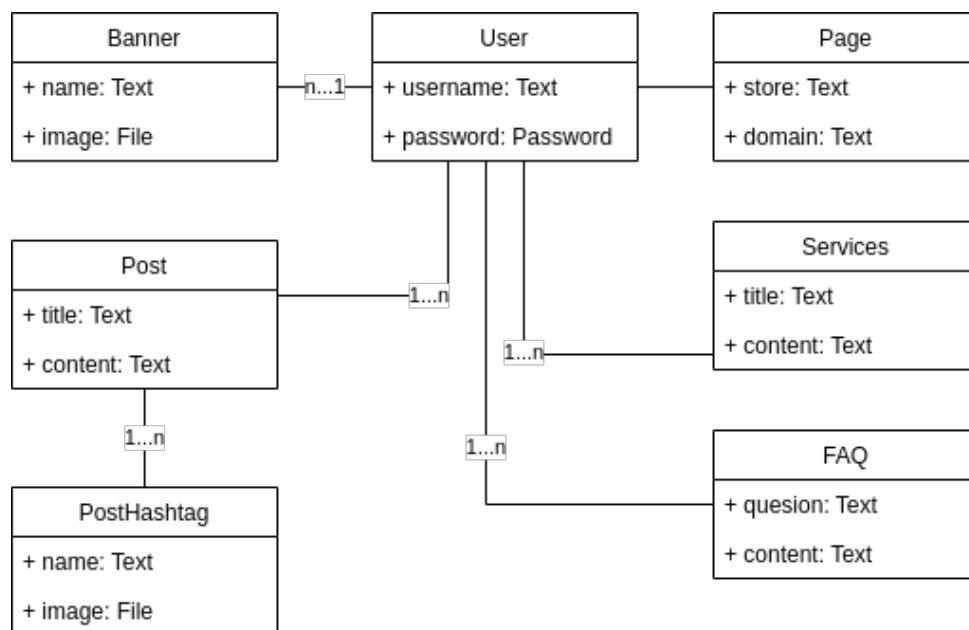 Banner
+ name: Text
+ image: File
n...1
User
+ username: Text
+ password: Password
Page
+ store: Text
+ domain: Text
Post
+ title: Text
+ content: Text
1...n
1...n
Services
+ title: Text
+ content: Text
1...n
1...n
FAQ
+ quesion: Text
+ content: Text
PostHashtag
+ name: Text
+ image: File